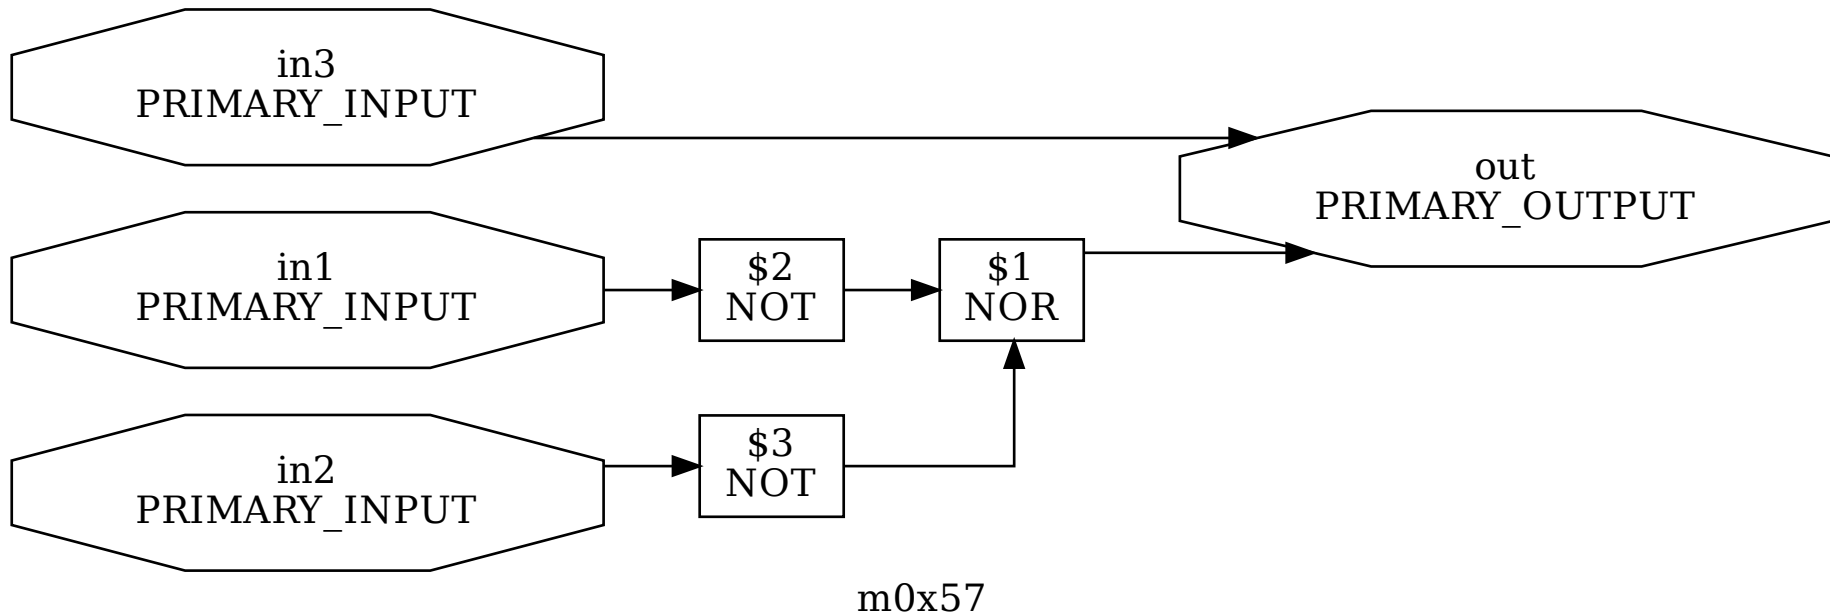 in3
PRIMARY_INPUT
out
PRIMARY_OUTPUT
in1
PRIMARY_INPUT
$2
NOT
$1
NOR
in2
PRIMARY_INPUT
$3
NOT
m0x57